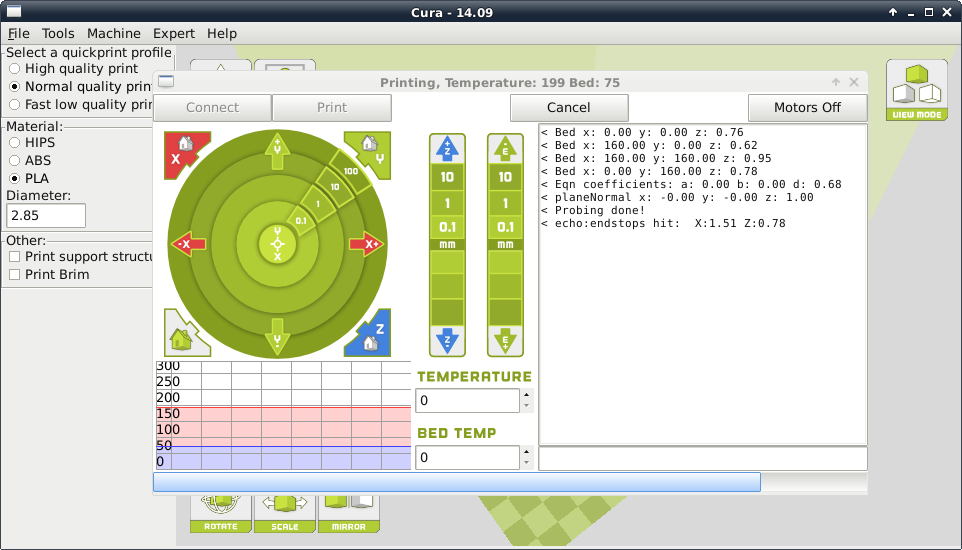 Cura - 14.09
File Tools Machine Expert Help
Select a quickprint profile
High quality print
Normal quality prin
Fast low quality prin
Material:
HIPS
ABS
PLA
Diameter:
2.85
Other:
Print support structu
Print Brim
VIEW MODE
Printing, Temperature: 199 Bed: 75
Connect Print Cancel Motors Off
X
+Y
Y
100
10
1
0.1
-X
Y
X
X+
Y-
Z
+Z
10
1
0.1
mm
Z-
-E
10
1
0.1
mm
E+
300
250
200
150
100
50
0
TEMPERATURE
0
BED TEMP
0
< Bed x: 0.00 y: 0.00 z: 0.76
< Bed x: 160.00 y: 0.00 z: 0.62
< Bed x: 160.00 y: 160.00 z: 0.95
< Bed x: 0.00 y: 160.00 z: 0.78
< Eqn coefficients: a: 0.00 b: 0.00 d: 0.68
< planeNormal x: -0.00 y: -0.00 z: 1.00
< Probing done!
< echo:endstops hit:  X:1.51 Z:0.78
ROTATE SCALE MIRROR